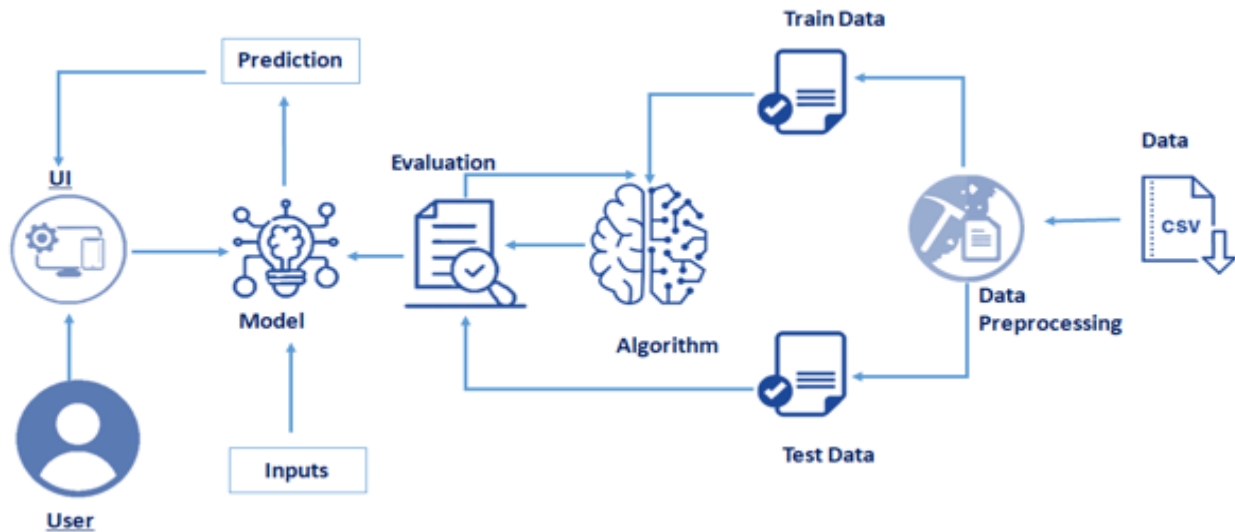 Train Data
Prediction
Data
Evaluation
UI
CSV
Model
Data
Preprocessing
Algorithm
Test Data
Inputs
User